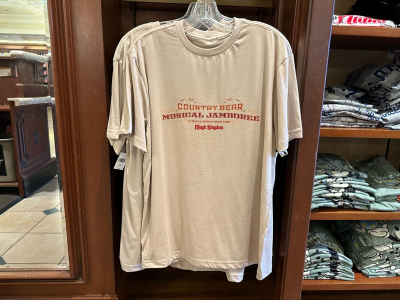 COUNTRY BEAR
MUSICAL JAMBOREE
Magic Kingdom